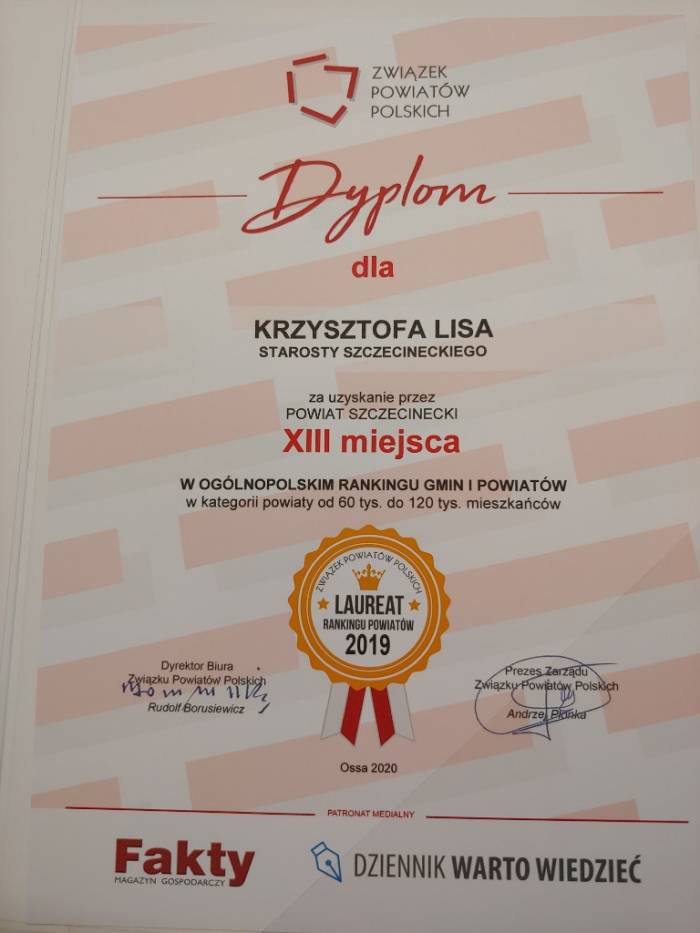 ZWIĄZEK
POWIATÓW
POLSKICH
Dyplom
dla
KRZYSZTOFA LISA
STAROSTY SZCZECINECKIEGO
za uzyskanie przez
POWIAT SZCZECINECKI
XIII miejsca
W OGÓLNOPOLSKIM RANKINGU GMIN I POWIATÓW
w kategorii powiaty od 60 tys. do 120 tys. mieszkańców
ZWIĄZEK POWIATÓW POLSKICH
LAUREAT
RANKINGU POWIATÓW
2019
Dyrektor Biura
Związku Powiatów Polskich
Rudolf Borusiewicz
Prezes Zarządu
Związku Powiatów Polskich
Andrzej Płonka
Ossa 2020
PATRONAT MEDIALNY
Fakty
MAGAZYN GOSPODARCZY
DZIENNIK WARTO WIEDZIEĆ